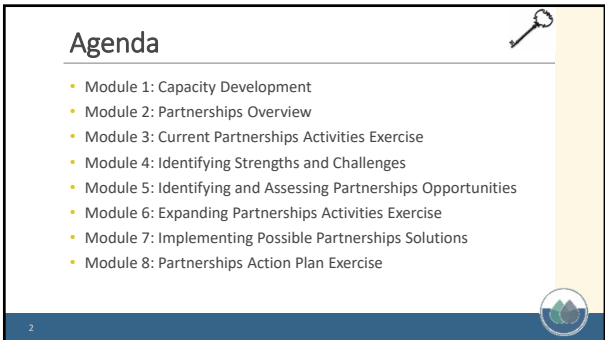 Agenda
• Module 1: Capacity Development
• Module 2: Partnerships Overview
• Module 3: Current Partnerships Activities Exercise
• Module 4: Identifying Strengths and Challenges
• Module 5: Identifying and Assessing Partnerships Opportunities
• Module 6: Expanding Partnerships Activities Exercise
• Module 7: Implementing Possible Partnerships Solutions
• Module 8: Partnerships Action Plan Exercise
2